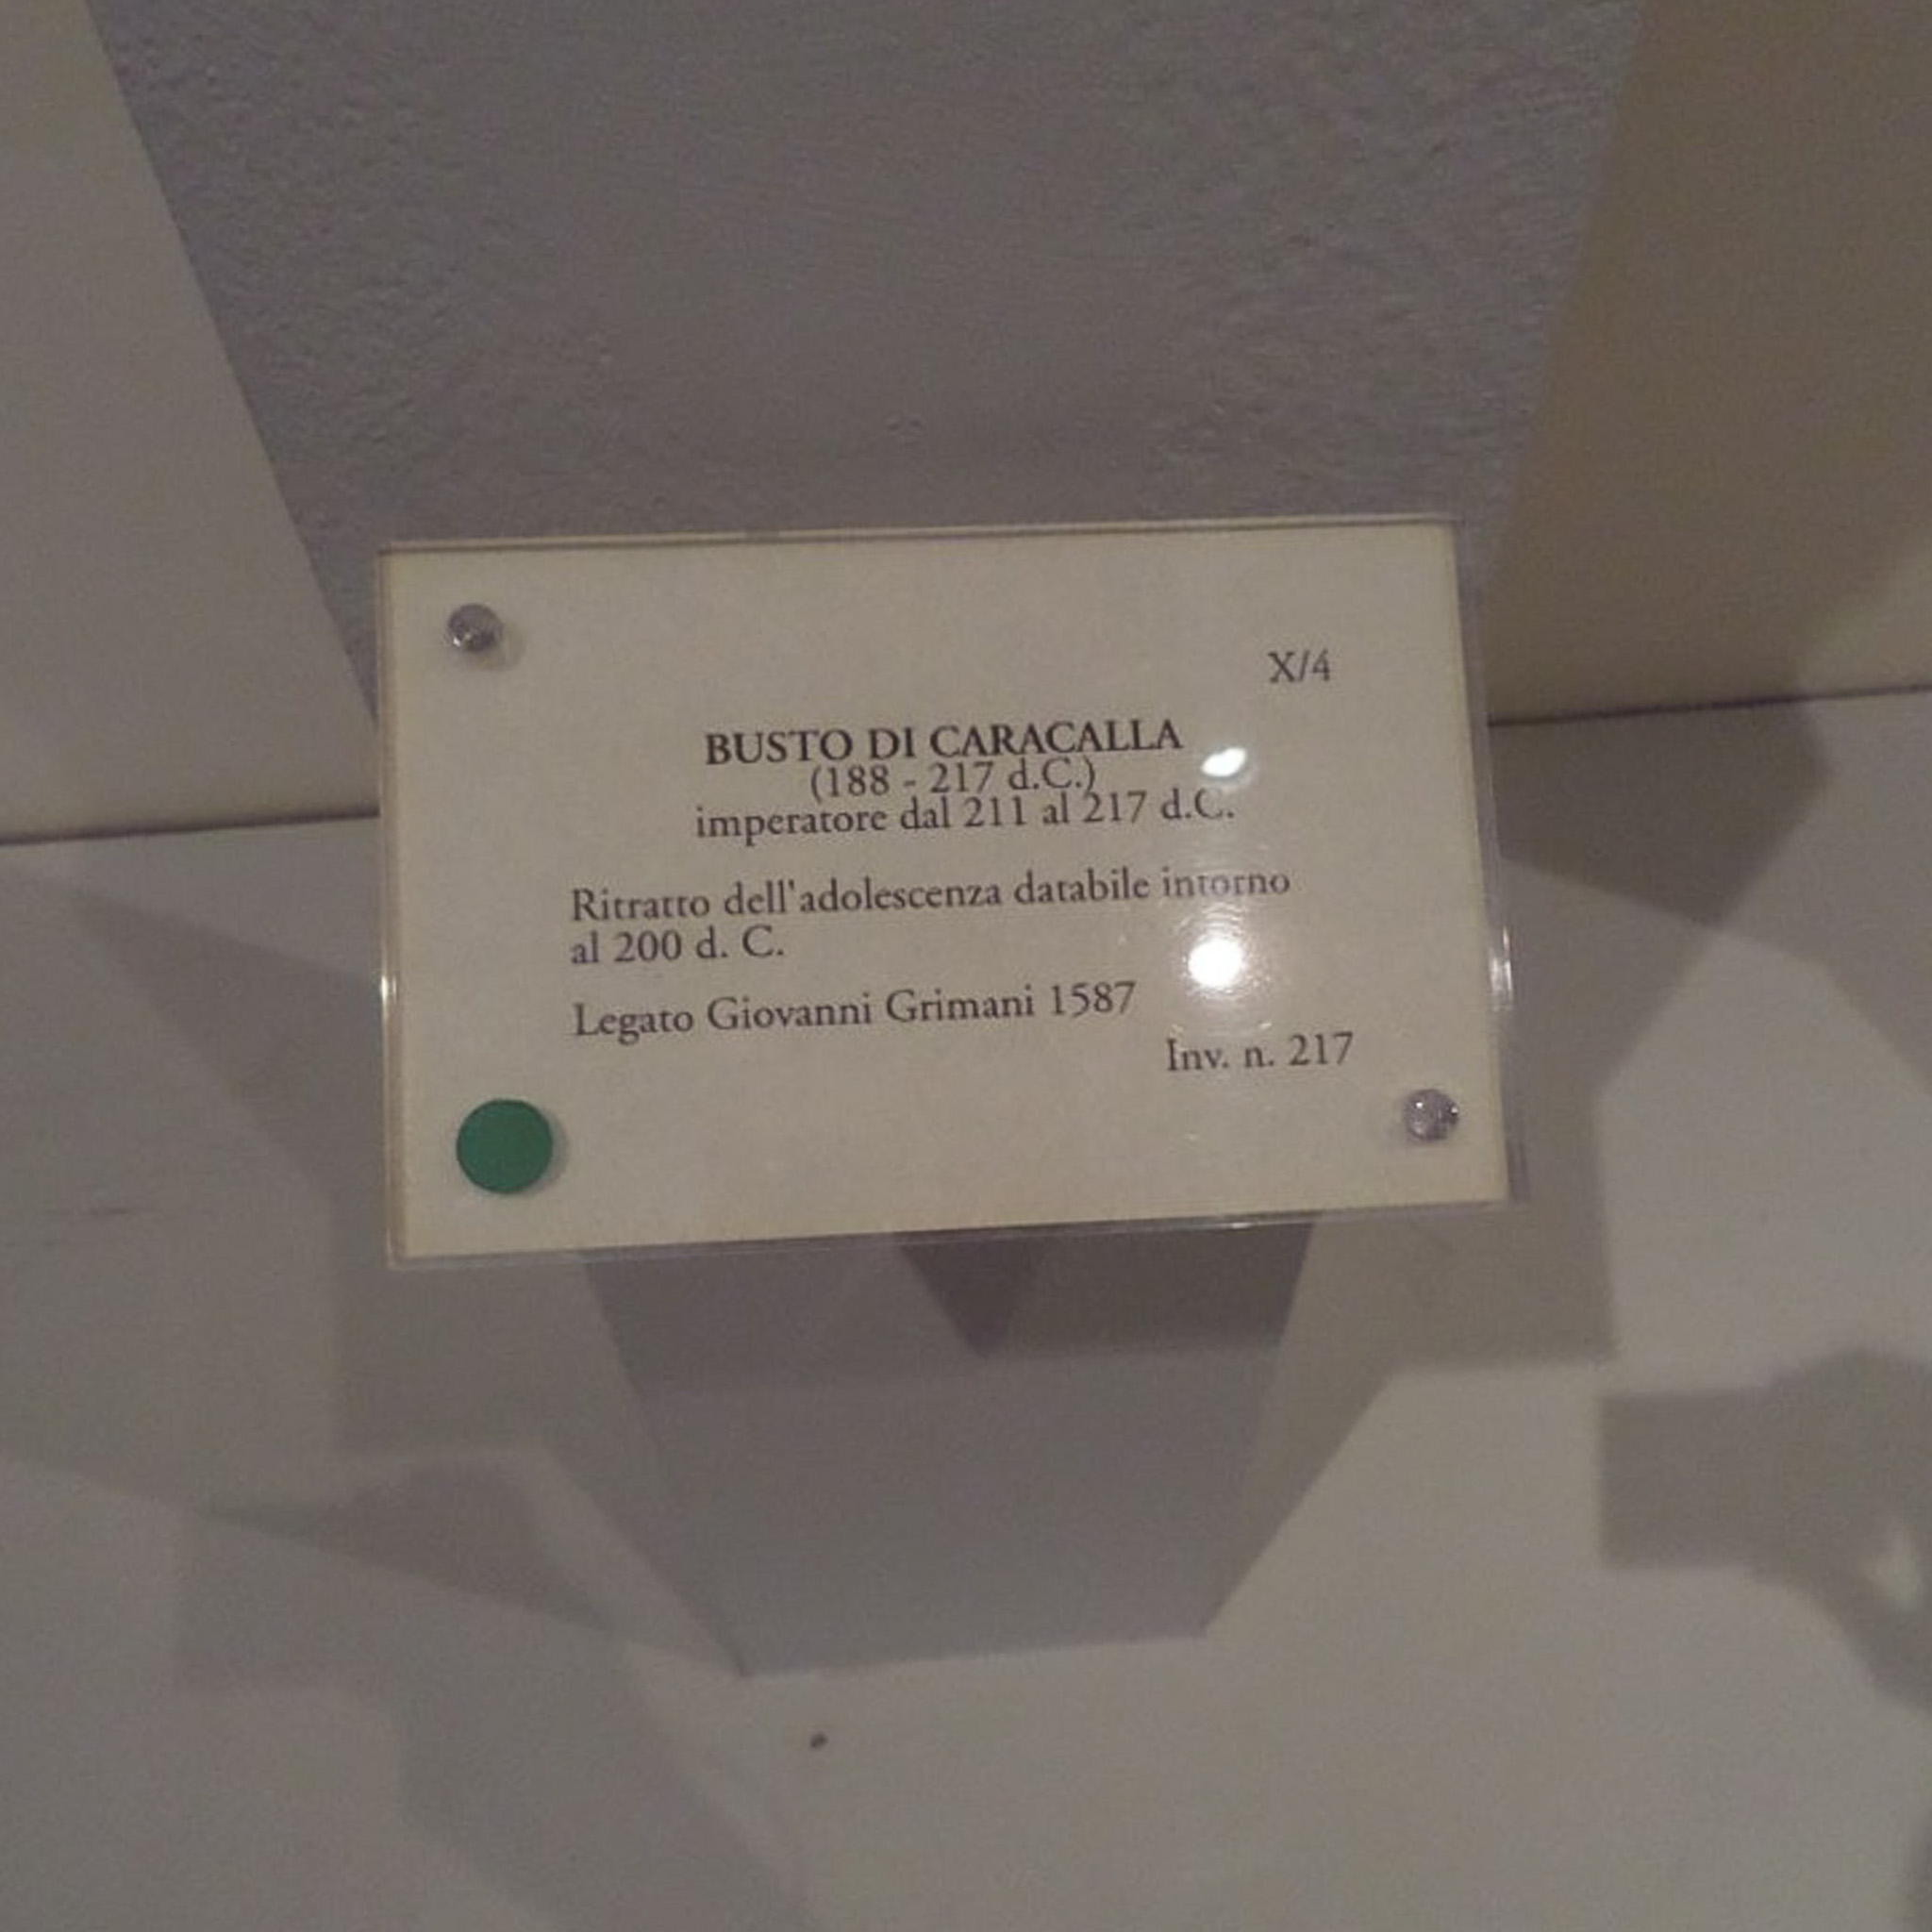 X/4
BUSTO DI CARACALLA
(188 - 217 d.C.)
imperatore dal 211 al 217 d.C.
Ritratto dell'adolescenza databile intorno
al 200 d. C.
Legato Giovanni Grimani 1587
Inv. n. 217